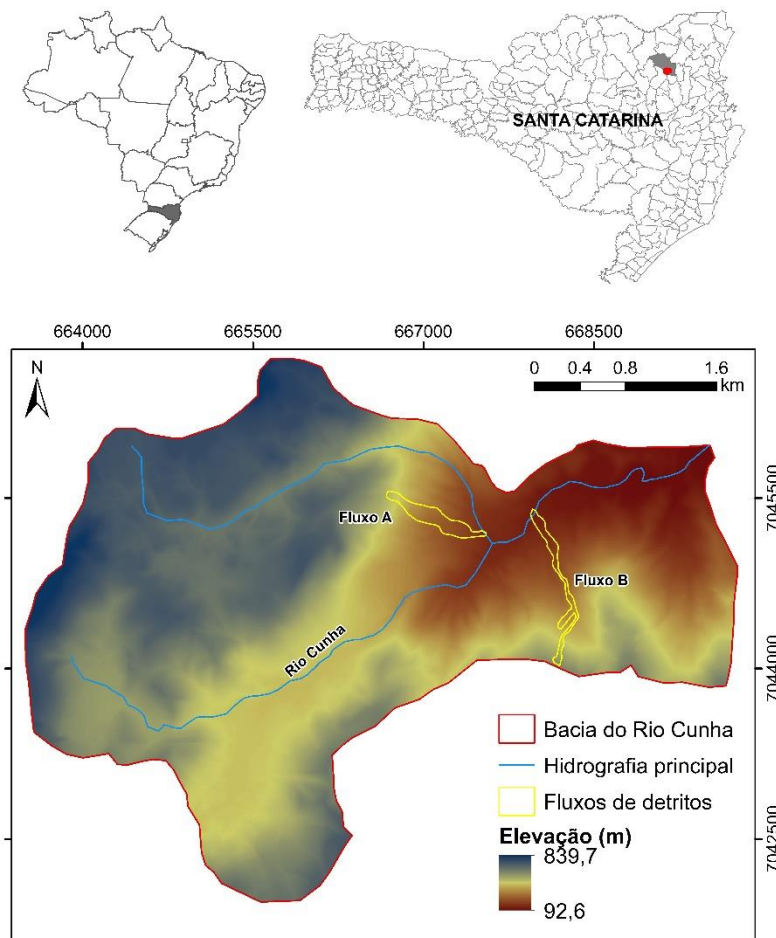 SANTA CATARINA
664000 665500 667000 668500
N
0 0.4 0.8 1.6
km
7045500
Fluxo A
Fluxo B
Rio Cunha
7044000
Bacia do Rio Cunha
Hidrografia principal
Fluxos de detritos
Elevação (m)
839,7
92,6
7042500